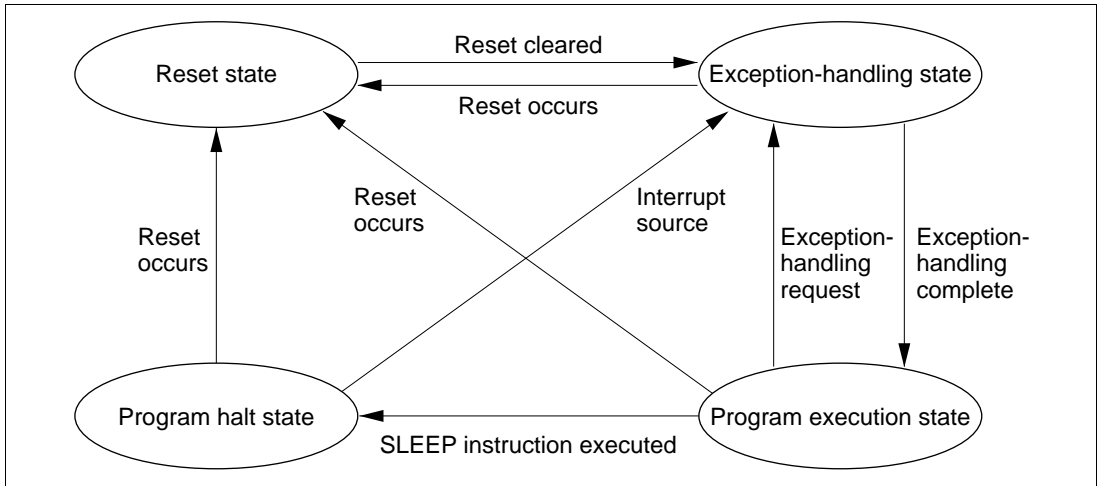 Reset cleared
Reset state
Exception-handling state
Reset occurs
Reset
occurs
Interrupt
source
Reset
occurs
Exception-
handling
request
Exception-
handling
complete
Program halt state
Program execution state
SLEEP instruction executed